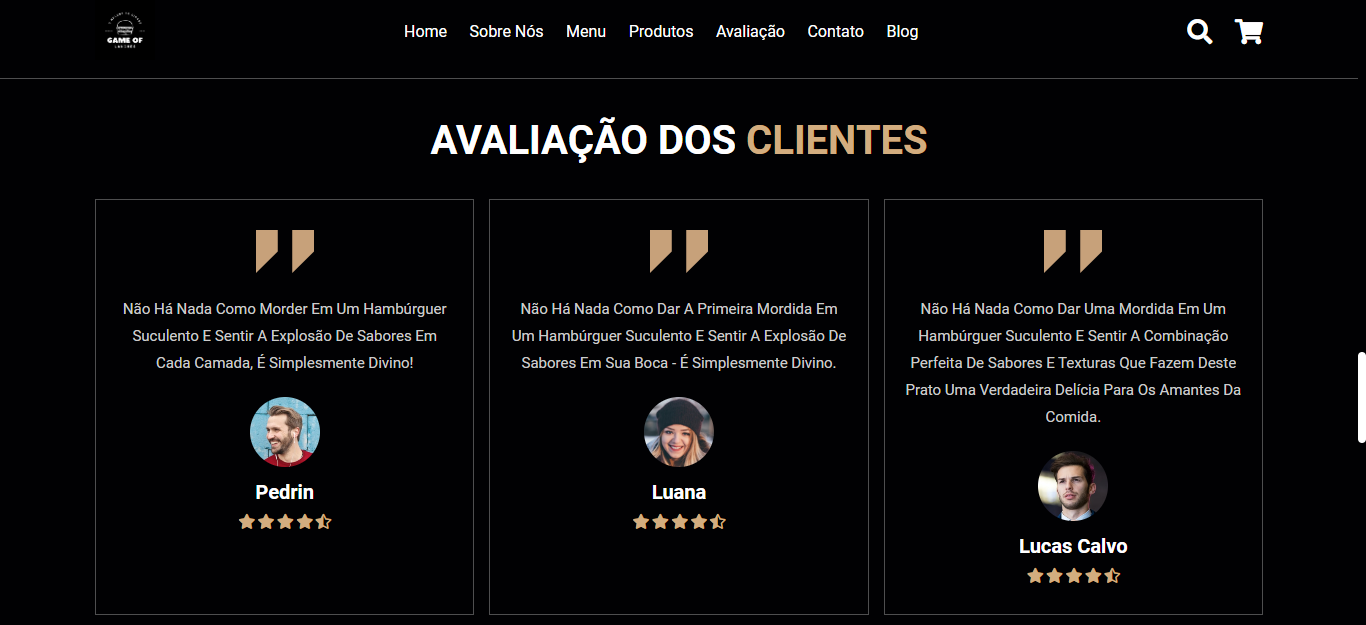 GAME OF
Home Sobre Nós Menu Produtos Avaliação Contato Blog
AVALIAÇÃO DOS CLIENTES
Não Há Nada Como Morder Em Um Hambúrguer
Suculento E Sentir A Explosão De Sabores Em
Cada Camada, É Simplesmente Divino!
Pedrin
Não Há Nada Como Dar A Primeira Mordida Em
Um Hambúrguer Suculento E Sentir A Explosão De
Sabores Em Sua Boca - É Simplesmente Divino.
Luana
Não Há Nada Como Dar Uma Mordida Em Um
Hambúrguer Suculento E Sentir A Combinação
Perfeita De Sabores E Texturas Que Fazem Deste
Prato Uma Verdadeira Delícia Para Os Amantes Da
Comida.
Lucas Calvo